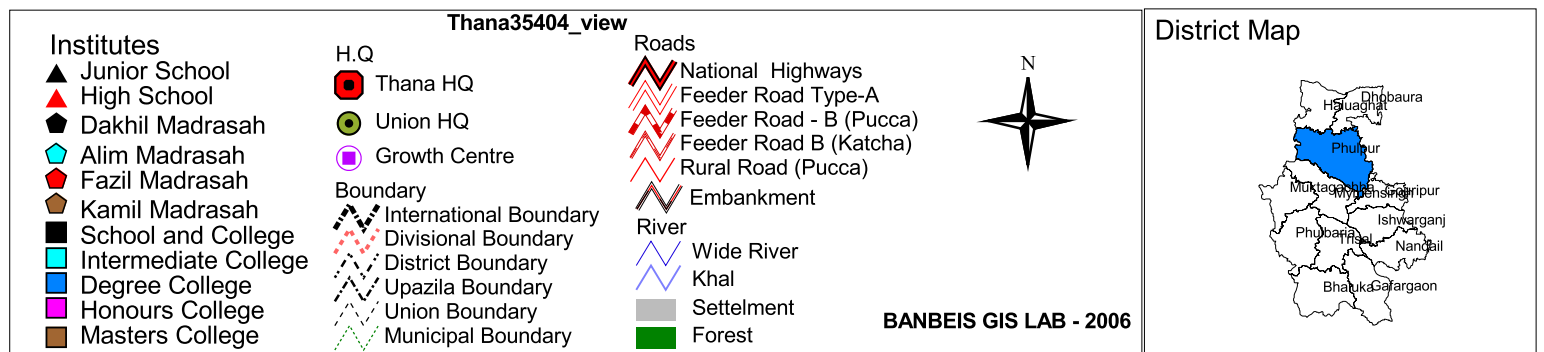 Thana35404_view
Institutes
Junior School
High School
Dakhil Madrasah
Alim Madrasah
Fazil Madrasah
Kamil Madrasah
School and College
Intermediate College
Degree College
Honours College
Masters College
H.Q
Thana HQ
Union HQ
Growth Centre
Boundary
International Boundary
Divisional Boundary
District Boundary
Upazila Boundary
Union Boundary
Municipal Boundary
Roads
National Highways
Feeder Road Type-A
Feeder Road - B (Pucca)
Feeder Road B (Katcha)
Rural Road (Pucca)
Embankment
River
Wide River
Khal
Settelment
Forest
N
BANBEIS GIS LAB - 2006
District Map
Dhobaura
Haluaghat
Phulpur
Muktagachha
Mymensingh
Gouripur
Ishwarganj
Phulbaria
Trisal
Nandail
Bhaluka
Gafargaon